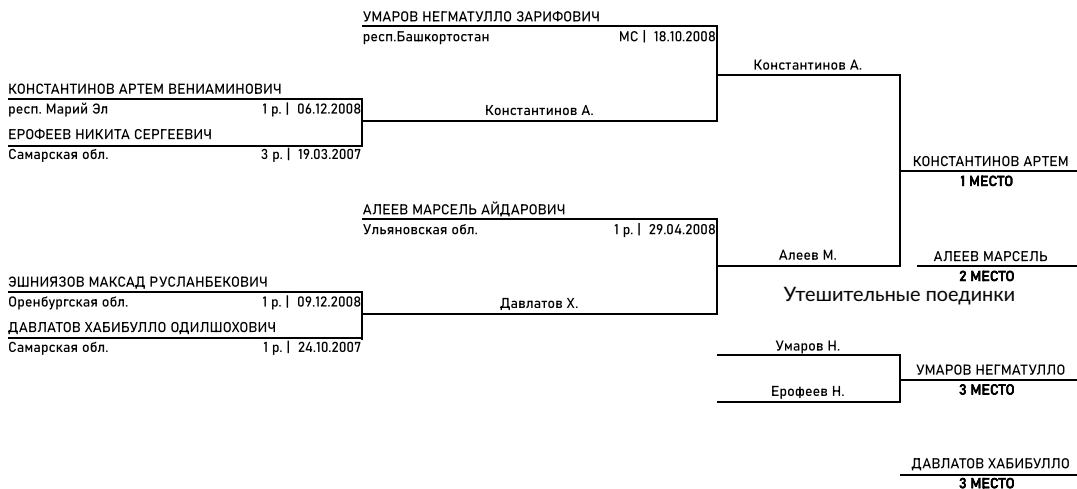 УМАРОВ НЕГМАТУЛЛО ЗАРИФОВИЧ
респ.Башкортостан МС | 18.10.2008
Константинов А.
КОНСТАНТИНОВ АРТЕМ ВЕНИАМИНОВИЧ
респ. Марий Эл 1 р. | 06.12.2008
Константинов А.
ЕРОФЕЕВ НИКИТА СЕРГЕЕВИЧ
Самарская обл. 3 р. | 19.03.2007
КОНСТАНТИНОВ АРТЕМ
1 МЕСТО
АЛЕЕВ МАРСЕЛЬ АЙДАРОВИЧ
Ульяновская обл. 1 р. | 29.04.2008
Алеев М.
АЛЕЕВ МАРСЕЛЬ
2 МЕСТО
ЭШНИЯЗОВ МАКСАД РУСЛАНБЕКОВИЧ
Оренбургская обл. 1 р. | 09.12.2008
Утешительные поединки
Давлатов Х.
ДАВЛАТОВ ХАБИБУЛЛО ОДИЛШОХОВИЧ
Самарская обл. 1 р. | 24.10.2007
Умаров Н.
УМАРОВ НЕГМАТУЛЛО
3 МЕСТО
Ерофеев Н.
ДАВЛАТОВ ХАБИБУЛЛО
3 МЕСТО